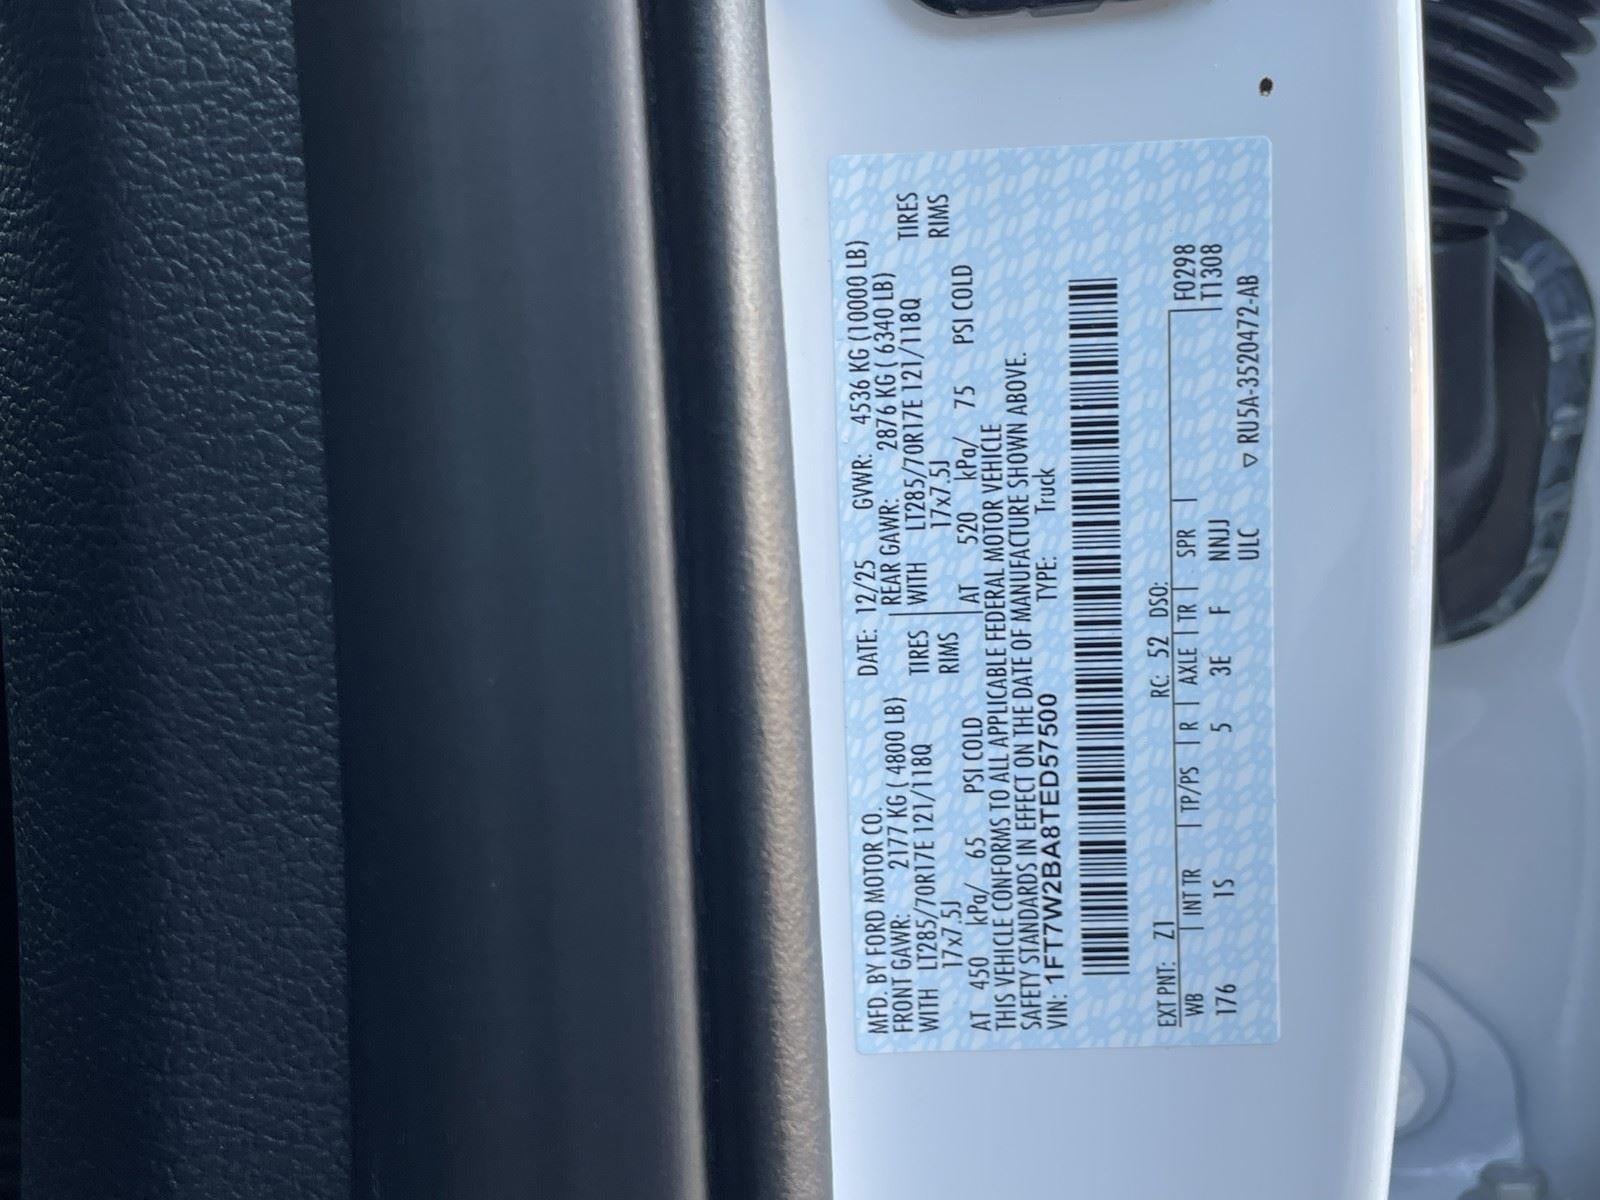 MFD. BY FORD MOTOR CO.
DATE: 12/25 GVWR: 4536 KG (10000 LB)
FRONT GAWR: 2177 KG ( 4800 LB) REAR GAWR: 2876 KG ( 6340 LB)
WITH LT285/70R17E 121/118Q TIRES WITH LT285/70R17E 121/118Q TIRES
17x7.5J RIMS 17x7.5J RIMS
AT 450 kPa/ 65 PSI COLD AT 520 kPa/ 75 PSI COLD
THIS VEHICLE CONFORMS TO ALL APPLICABLE FEDERAL MOTOR VEHICLE
SAFETY STANDARDS IN EFFECT ON THE DATE OF MANUFACTURE SHOWN ABOVE.
VIN: 1FT7W2BA8TED57500 TYPE: Truck
EXT PNT: Z1 RC: 52 DSO: F0298
WB INT TR TP/PS R AXLE TR SPR T1308
176 1S 5 3E F NNJJ
ULC RU5A-3520472-AB